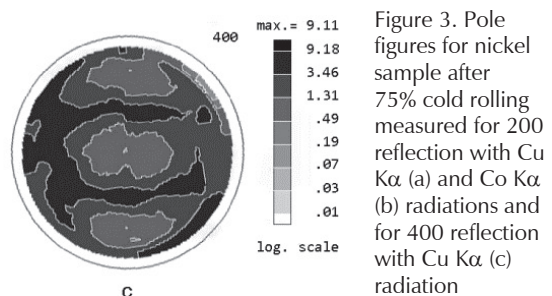 400
max.= 9.11
9.18
3.46
1.31
.49
.19
.07
.03
.01
log. scale
C
Figure 3. Pole
figures for nickel
sample after
75% cold rolling
measured for 200
reflection with Cu
Kα (a) and Co Kα
(b) radiations and
for 400 reflection
with Cu Kα (c)
radiation